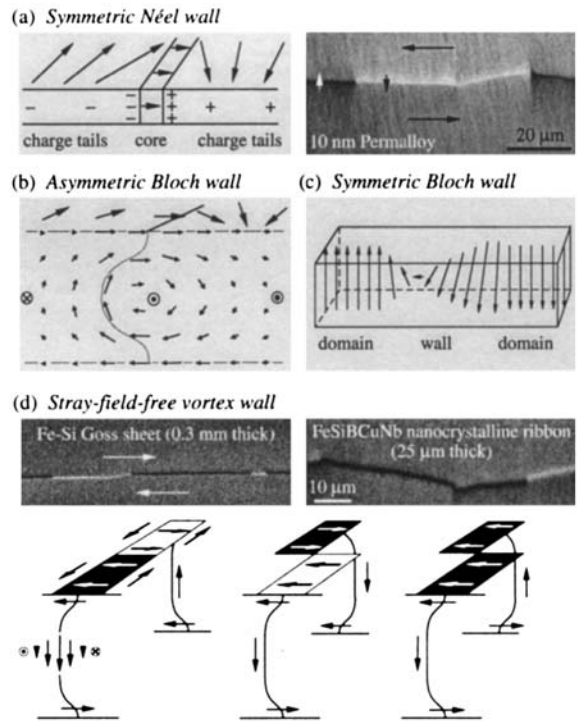 (a) Symmetric Néel wall
charge tails core charge tails
10 nm Permalloy
20 μm
(b) Asymmetric Bloch wall
(c) Symmetric Bloch wall
domain wall domain
(d) Stray-field-free vortex wall
Fe-Si Goss sheet (0.3 mm thick)
FeSiBCuNb nanocrystalline ribbon
(25 μm thick)
10 μm